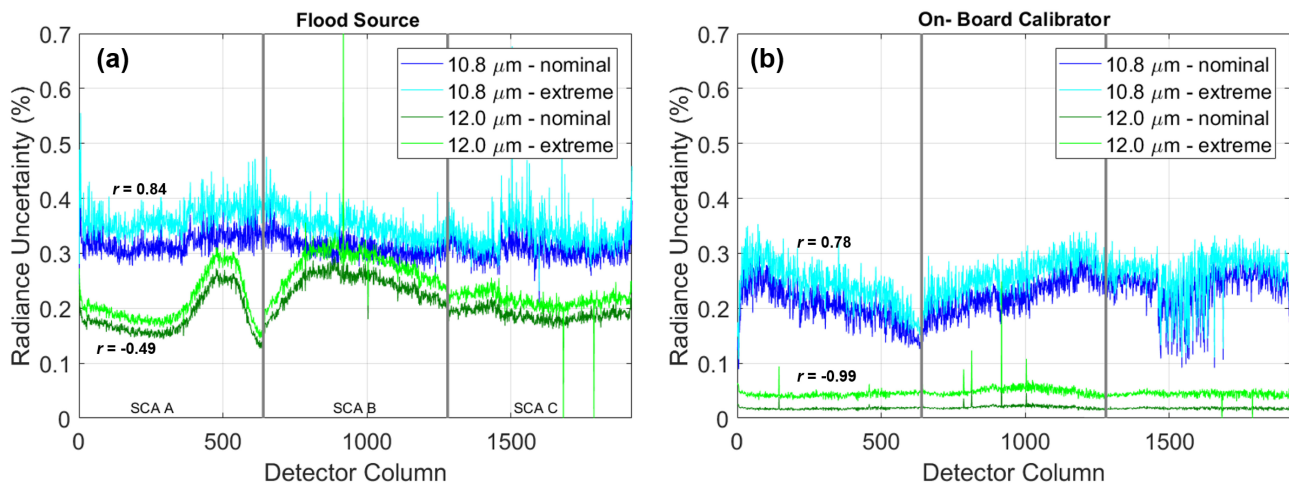 Flood Source
(a)
10.8 μm - nominal
10.8 μm - extreme
12.0 μm - nominal
12.0 μm - extreme
r = 0.84
r = -0.49
SCA A
SCA B
SCA C
0.7
0.6
0.5
0.4
0.3
0.2
0.1
0
0
500
1000
1500
Radiance Uncertainty (%)
Detector Column
On- Board Calibrator
(b)
10.8 μm - nominal
10.8 μm - extreme
12.0 μm - nominal
12.0 μm - extreme
r = 0.78
r = -0.99
0.7
0.6
0.5
0.4
0.3
0.2
0.1
0
0
500
1000
1500
Radiance Uncertainty (%)
Detector Column